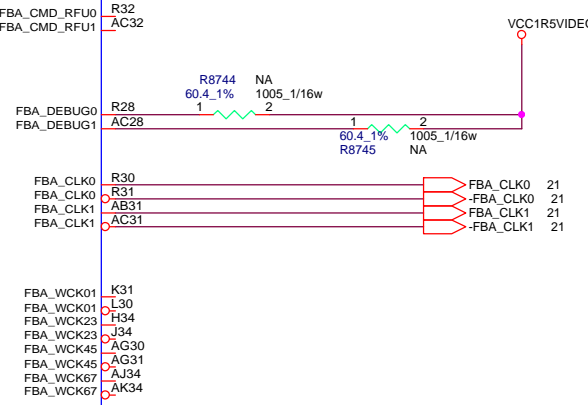 FBA_CMD_RFU0 R32
FBA_CMD_RFU1 AC32
VCC1R5VIDEO
R8744 NA
60.4_1% 1005_1/16w
FBA_DEBUG0 R28 1 2
FBA_DEBUG1 AC28 1 2
60.4_1% 1005_1/16w
R8745 NA
FBA_CLK0 R30 FBA_CLK0 21
FBA_CLK0 R31 -FBA_CLK0 21
FBA_CLK1 AB31 FBA_CLK1 21
FBA_CLK1 AC31 -FBA_CLK1 21
FBA_WCK01 K31
FBA_WCK01 L30
FBA_WCK23 H34
FBA_WCK23 J34
FBA_WCK45 AG30
FBA_WCK45 AG31
FBA_WCK67 AJ34
FBA_WCK67 AK34